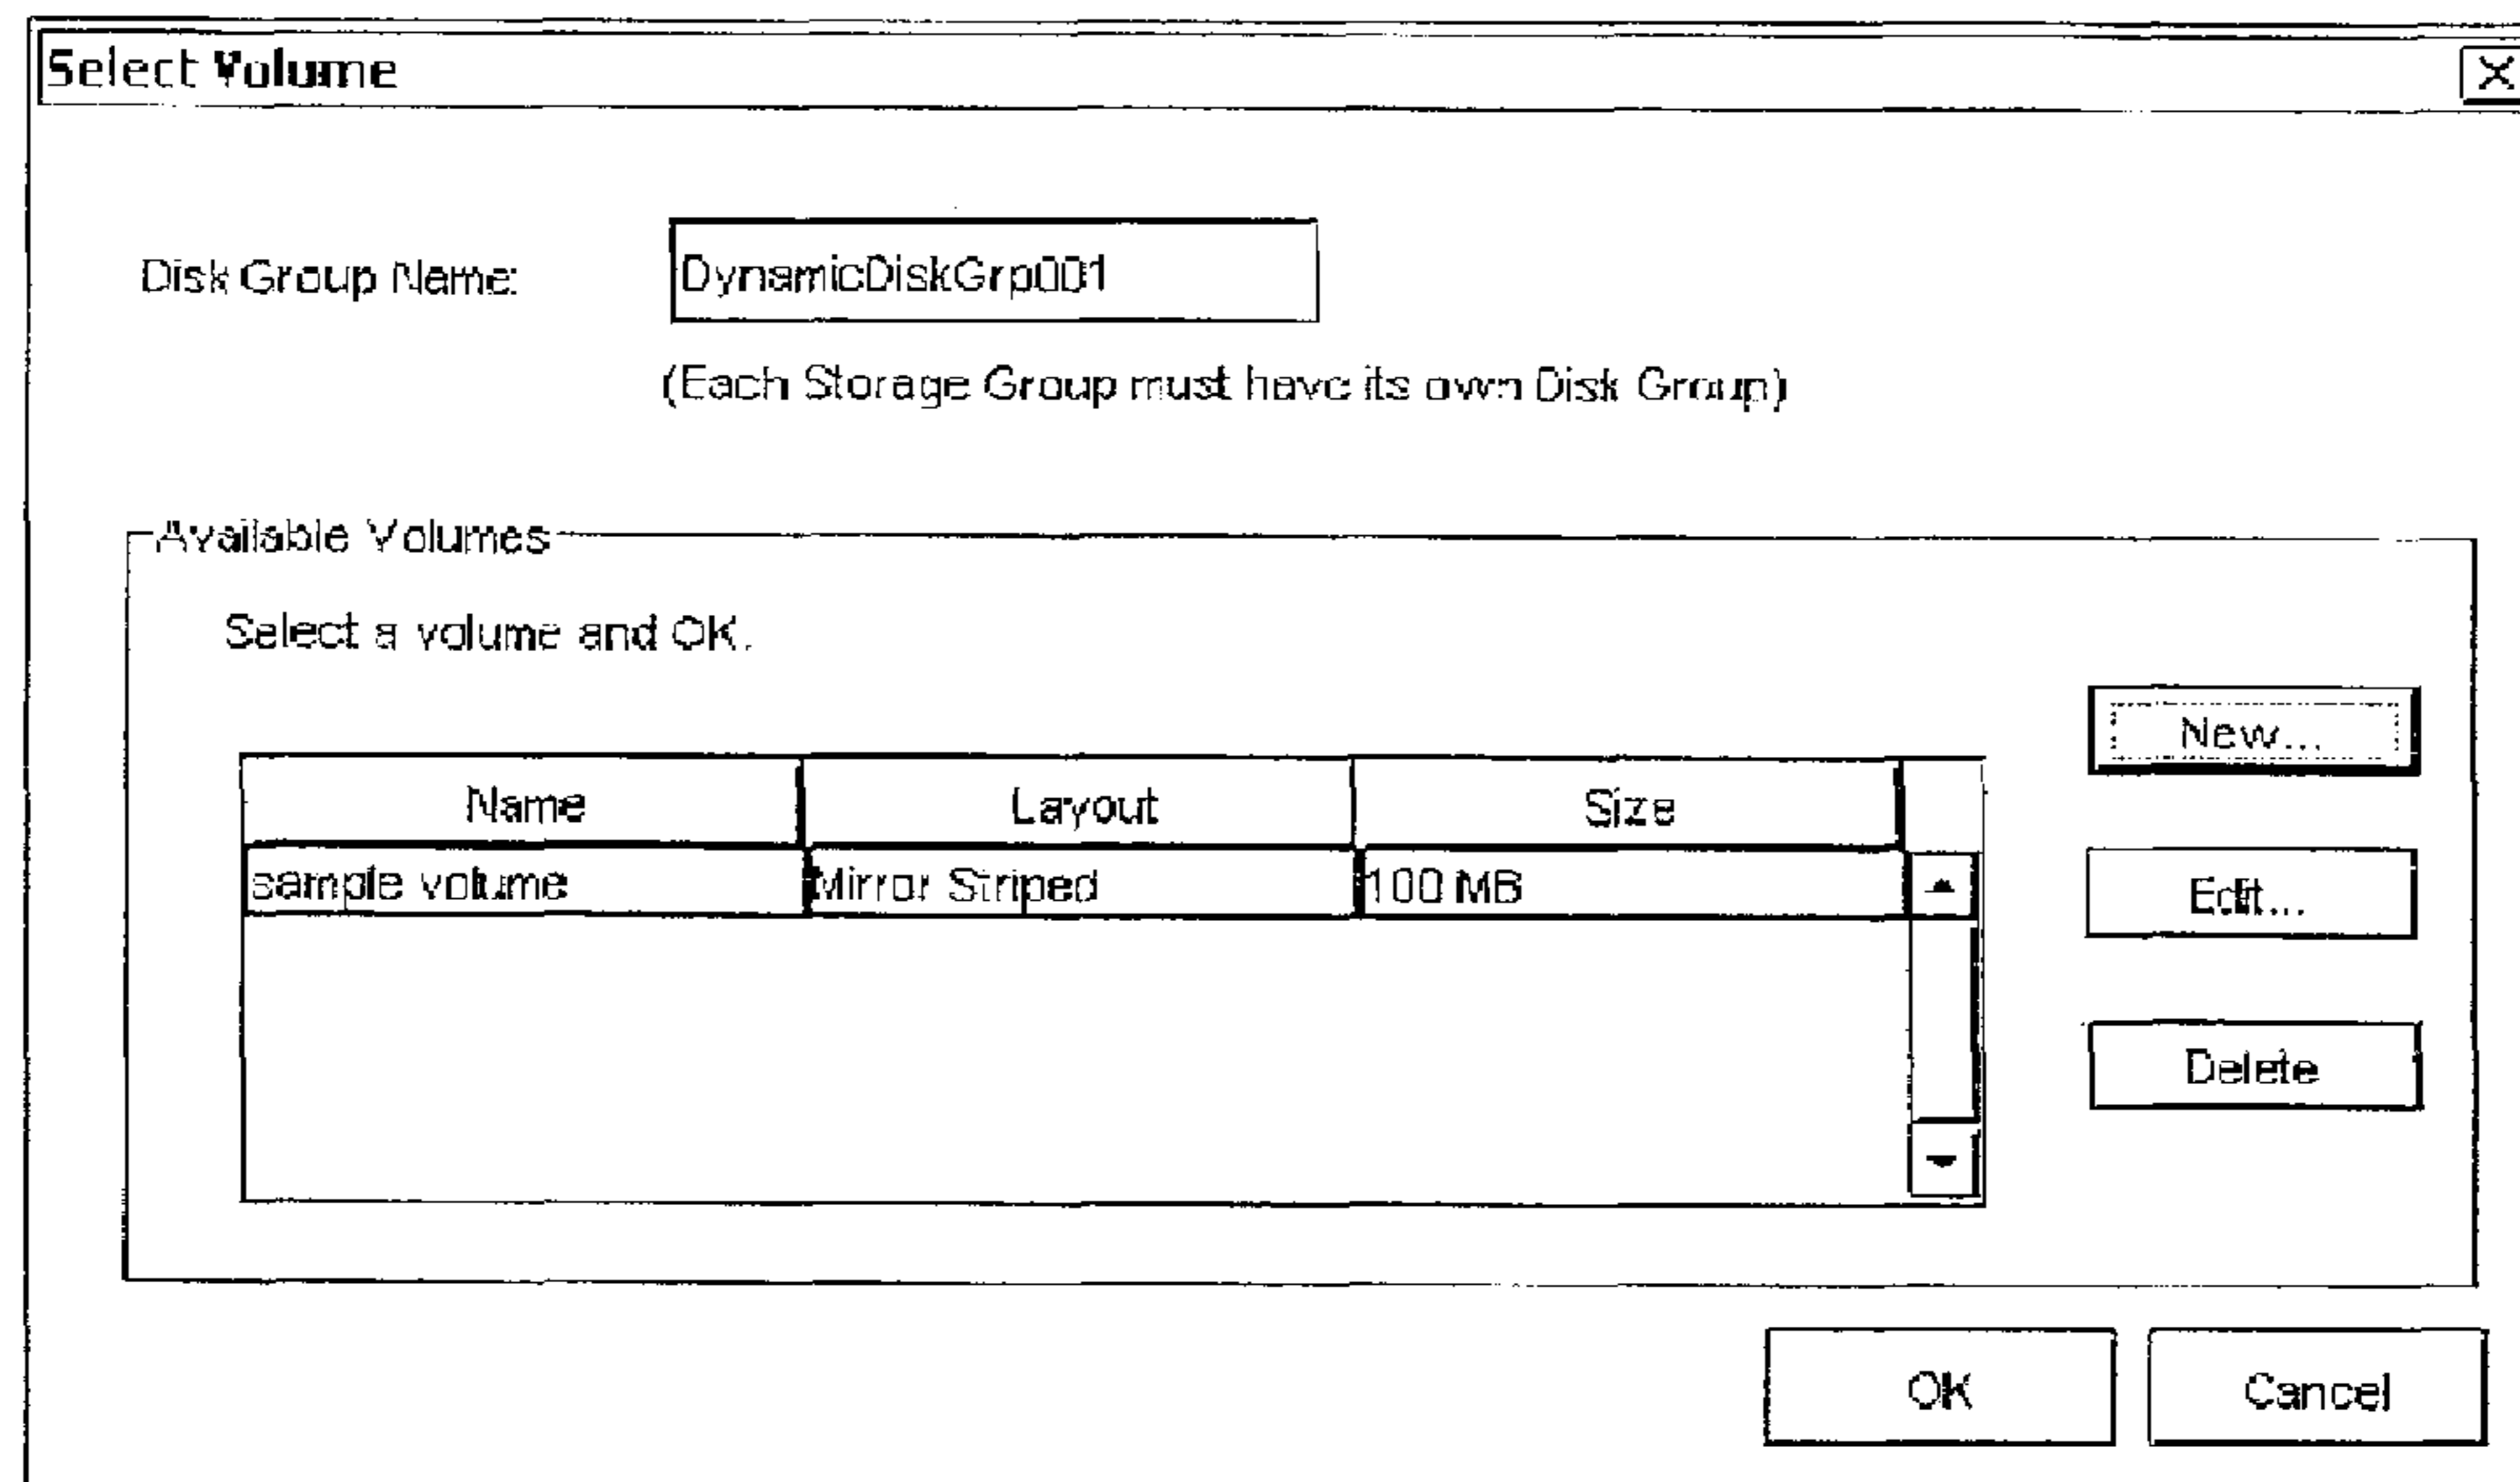 Select Volume
X
Disk Group Name:
DynamicDiskGrp001
(Each Storage Group must have its own Disk Group)
Available Volumes
Select a volume and OK.
New...
Name Layout Size
sample volume Mirror Striped 100 MB
Edit...
Delete
OK Cancel